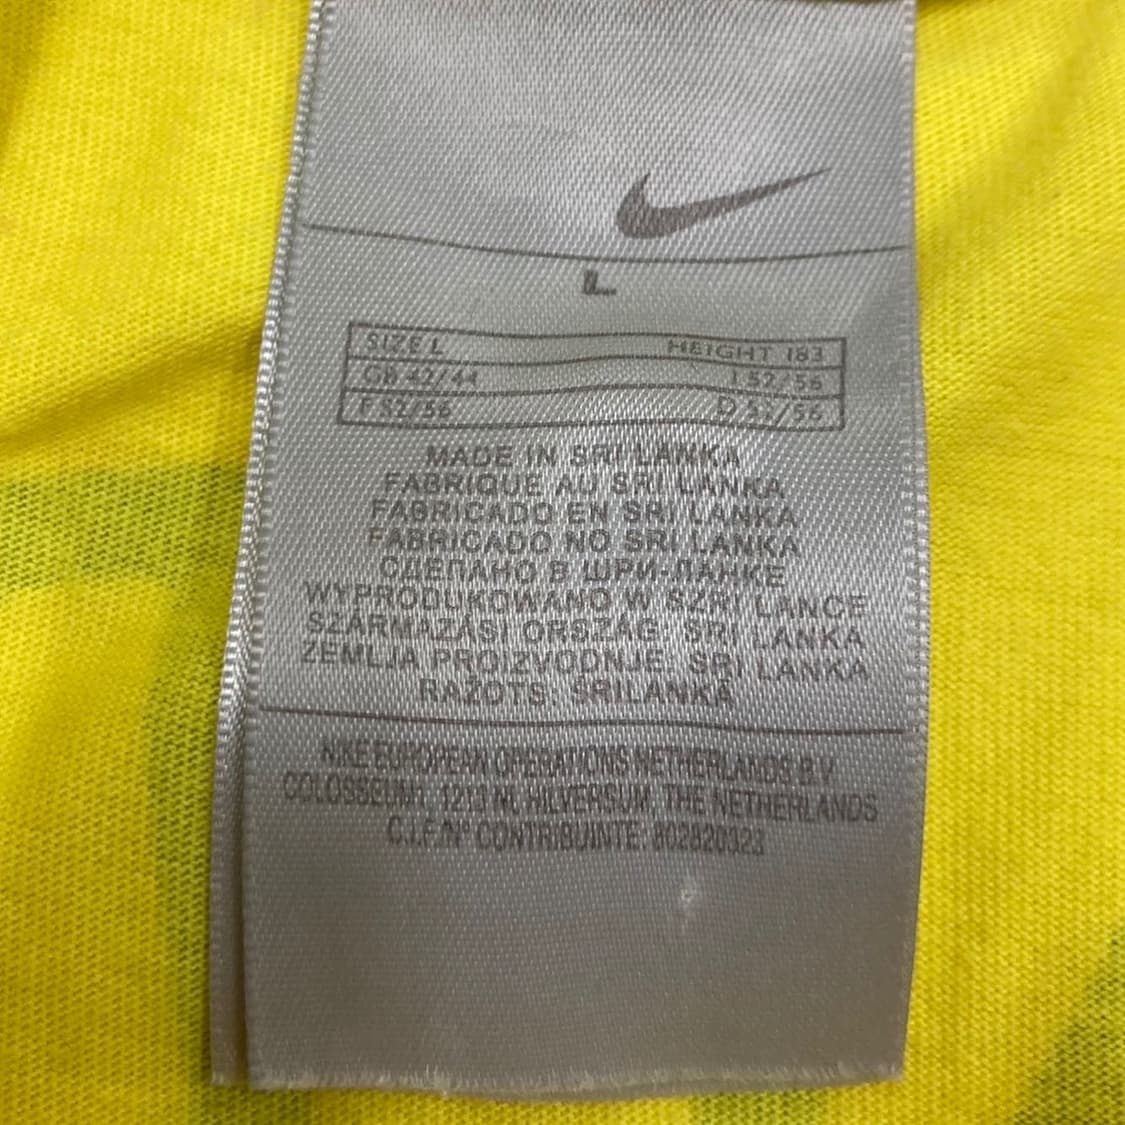 L
SIZE L HEIGHT 183
GB 42/44 I 52/56
F 52/56 D 52/56
MADE IN SRI LANKA
FABRIQUE AU SRI LANKA
FABRICADO EN SRI LANKA
FABRICADO NO SRI LANKA
СДЕЛАНО В ШРИ-ЛАНКЕ
WYPRODUKOWANO W SZRI LANCE
SZÁRMAZÁSI ORSZÁG: SRI LANKA
ZEMLJA PROIZVODNJE: SRI LANKA
RAŽOTS: ŠRILANKĀ
NIKE EUROPEAN OPERATIONS NETHERLANDS B.V
COLOSSEUM1, 1213 NL HILVERSUM, THE NETHERLANDS
C.I.F.Nº CONTRIBUINTE: 802820323